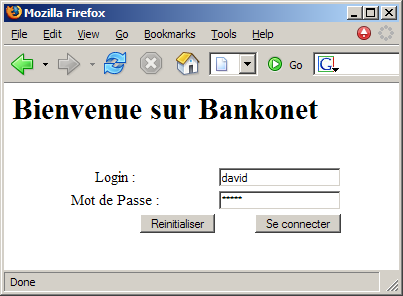 Mozilla Firefox
File Edit View Go Bookmarks Tools Help
Go G
Bienvenue sur Bankonet
Login : david
Mot de Passe : *****
Reinitialiser Se connecter
Done